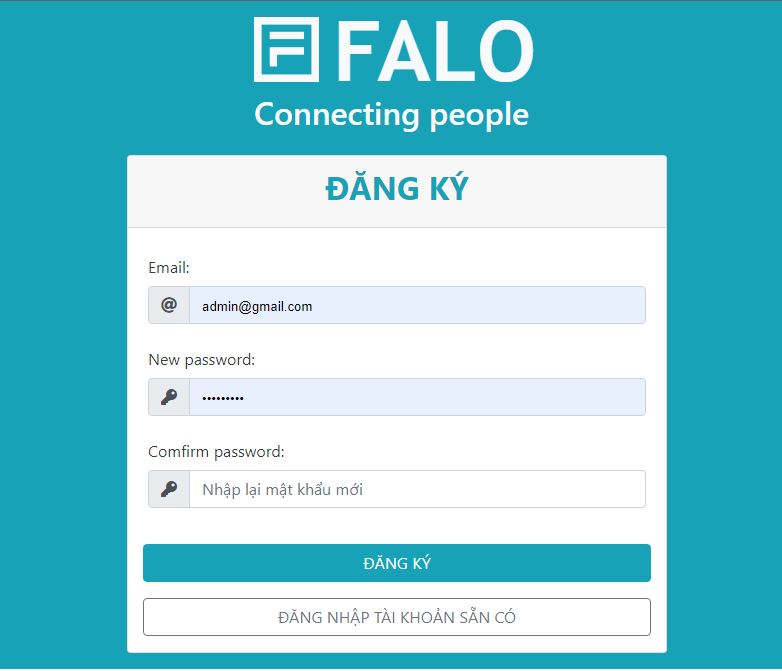 FALO
Connecting people
ĐĂNG KÝ
Email:
@ admin@gmail.com
New password:
•••••••••
Comfirm password:
Nhập lại mật khẩu mới
ĐĂNG KÝ
ĐĂNG NHẬP TÀI KHOẢN SẴN CÓ